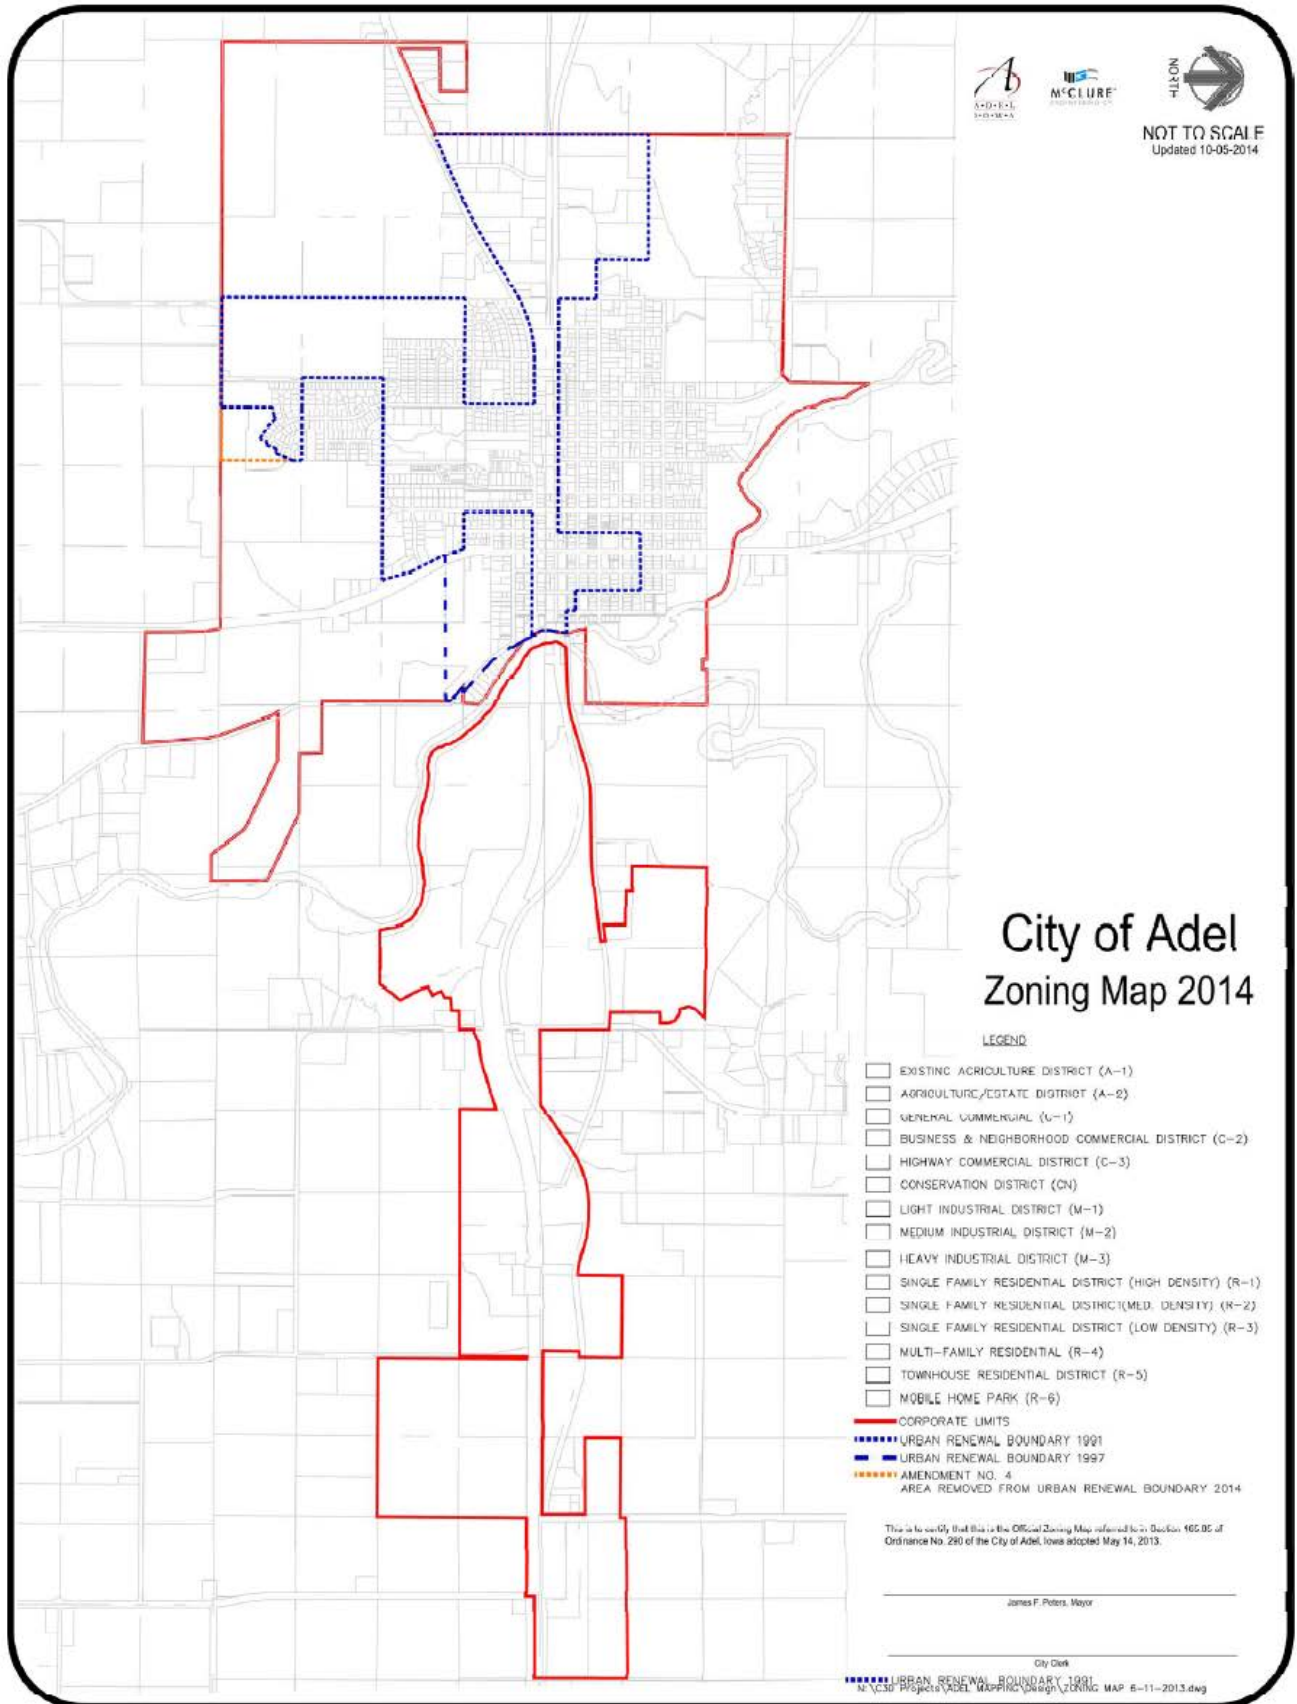 A•D•E•L
I•O•W•A
McCLURE
NORTH
NOT TO SCALE
Updated 10-05-2014
City of Adel
Zoning Map 2014
LEGEND
EXISTING AGRICULTURE DISTRICT (A-1)
AGRICULTURE/ESTATE DISTRICT (A-2)
GENERAL COMMERCIAL (C-1)
BUSINESS & NEIGHBORHOOD COMMERCIAL DISTRICT (C-2)
HIGHWAY COMMERCIAL DISTRICT (C-3)
CONSERVATION DISTRICT (CN)
LIGHT INDUSTRIAL DISTRICT (M-1)
MEDIUM INDUSTRIAL DISTRICT (M-2)
HEAVY INDUSTRIAL DISTRICT (M-3)
SINGLE FAMILY RESIDENTIAL DISTRICT (HIGH DENSITY) (R-1)
SINGLE FAMILY RESIDENTIAL DISTRICT(MED. DENSITY) (R-2)
SINGLE FAMILY RESIDENTIAL DISTRICT (LOW DENSITY) (R-3)
MULTI-FAMILY RESIDENTIAL (R-4)
TOWNHOUSE RESIDENTIAL DISTRICT (R-5)
MOBILE HOME PARK (R-6)
CORPORATE LIMITS
URBAN RENEWAL BOUNDARY 1991
URBAN RENEWAL BOUNDARY 1997
AMENDMENT NO. 4
AREA REMOVED FROM URBAN RENEWAL BOUNDARY 2014
This is to certify that this is the Official Zoning Map referred to in Section 165.05 of
Ordinance No. 290 of the City of Adel, Iowa adopted May 14, 2013.
James F. Peters, Mayor
City Clerk
URBAN RENEWAL BOUNDARY 1991
N:\C3D Projects\ADEL MAPPING\Design\ZONING MAP 6-11-2013.dwg